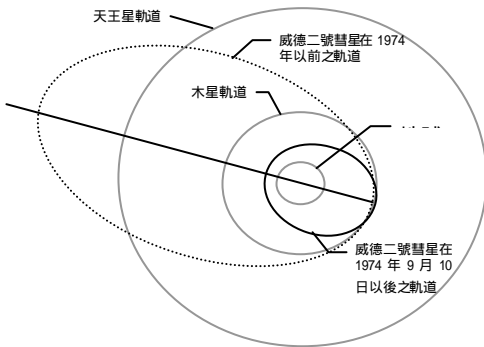 天王星軌道
威德二號彗星在 1974
年以前之軌道
木星軌道
威德二號彗星在
1974 年 9 月 10
日以後之軌道